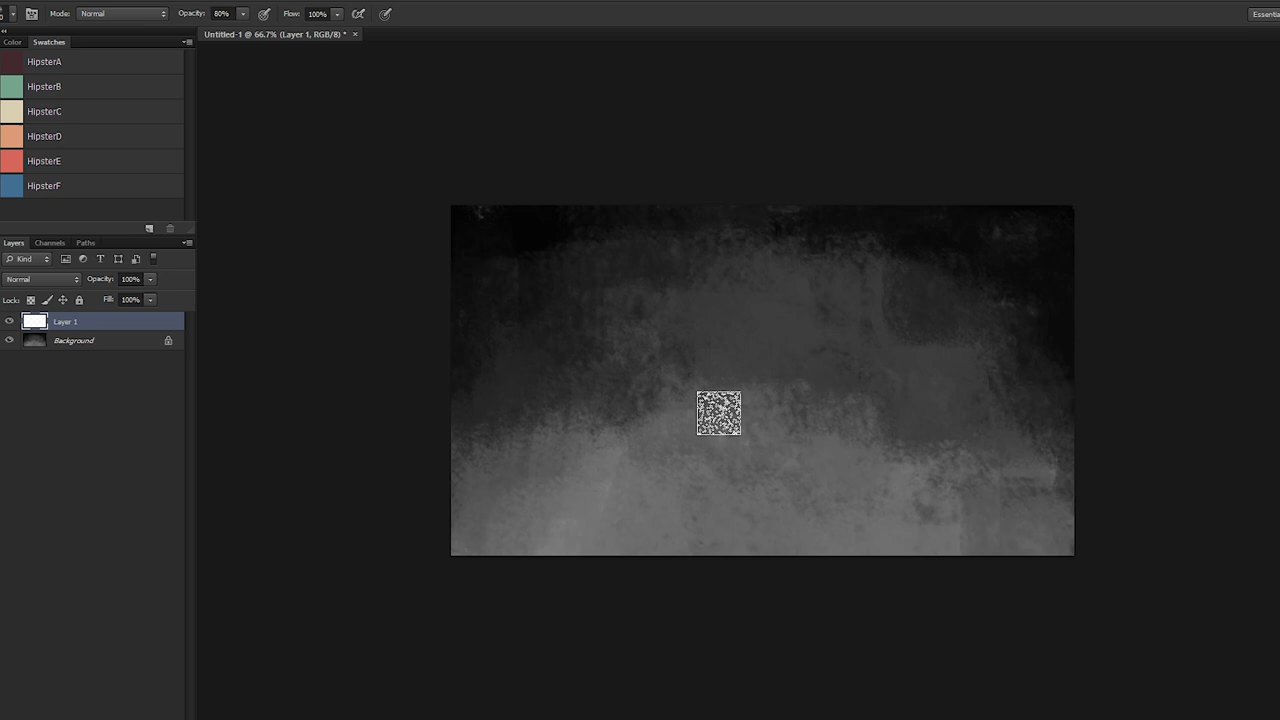 Mode: Normal Opacity: 80% Flow: 100%
Untitled-1 @ 66.7% (Layer 1, RGB/8) * ×
Color Swatches
HipsterA
HipsterB
HipsterC
HipsterD
HipsterE
HipsterF
Layers Channels Paths
Kind
Normal Opacity: 100%
Lock: Fill: 100%
Layer 1
Background